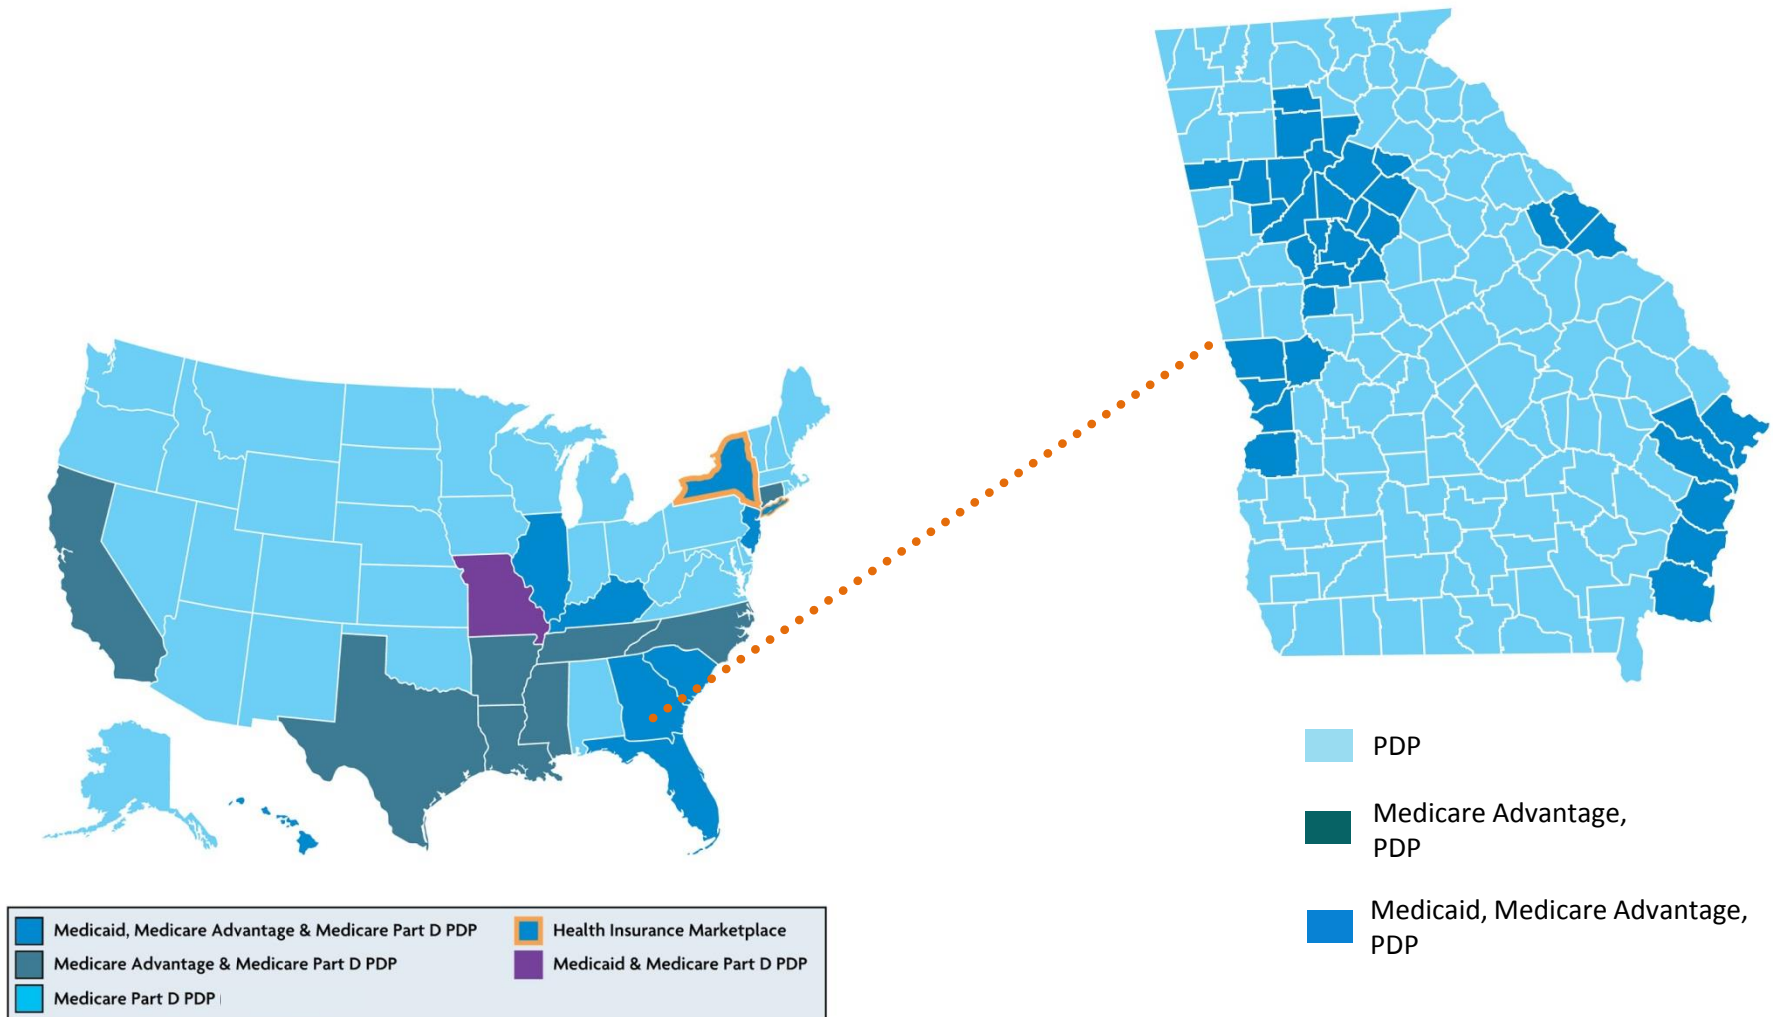 PDP
Medicare Advantage,
PDP
Medicaid, Medicare Advantage,
PDP
Medicaid, Medicare Advantage & Medicare Part D PDP
Health Insurance Marketplace
Medicare Advantage & Medicare Part D PDP
Medicaid & Medicare Part D PDP
Medicare Part D PDP